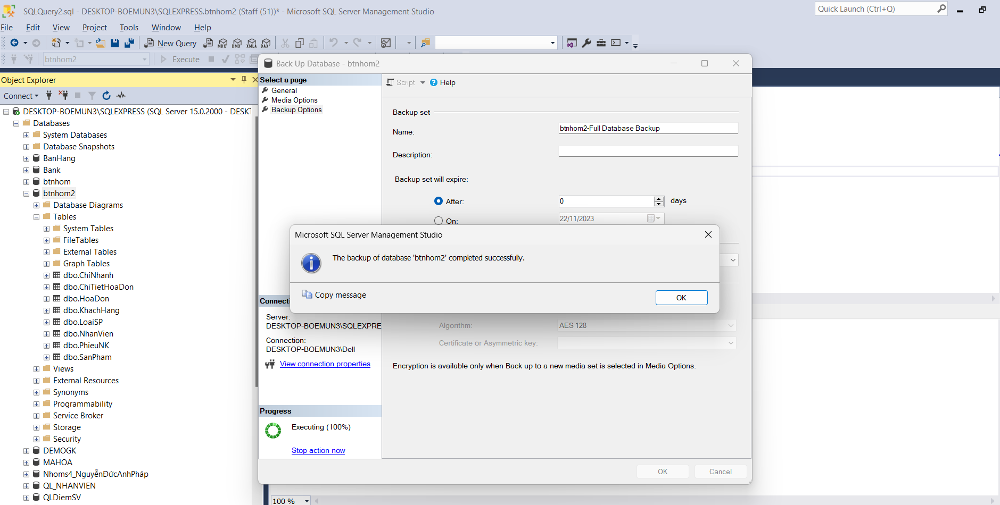 SQLQuery2.sql - DESKTOP-BOEMUN3\SQLEXPRESS.btnhom2 (Staff (51))* - Microsoft SQL Server Management Studio
Quick Launch (Ctrl+Q)
File Edit View Project Tools Window Help
New Query MDX DMX XMLA DAX
btnhom2 Execute
Object Explorer
Connect
DESKTOP-BOEMUN3\SQLEXPRESS (SQL Server 15.0.2000 - DESKT
Databases
System Databases
Database Snapshots
BanHang
Bank
btnhom
btnhom2
Database Diagrams
Tables
System Tables
FileTables
External Tables
Graph Tables
dbo.ChiNhanh
dbo.ChiTietHoaDon
dbo.HoaDon
dbo.KhachHang
dbo.LoaiSP
dbo.NhanVien
dbo.PhieuNK
dbo.SanPham
Views
External Resources
Synonyms
Programmability
Service Broker
Storage
Security
DEMOGK
MAHOA
Nhoms4_NguyễnĐứcAnhPháp
QL_NHANVIEN
QLDiemSV
Back Up Database - btnhom2
Select a page
General
Media Options
Backup Options
Script Help
Backup set
Name: btnhom2-Full Database Backup
Description:
Backup set will expire:
After: 0 days
On: 22/11/2023
Microsoft SQL Server Management Studio
The backup of database 'btnhom2' completed successfully.
Copy message
OK
Connecti
Server:
DESKTOP-BOEMUN3\SQLEXPRE
Connection:
DESKTOP-BOEMUN3\Dell
View connection properties
Algorithm: AES 128
Certificate or Asymmetric key:
Encryption is available only when Back up to a new media set is selected in Media Options.
Progress
Executing (100%)
Stop action now
OK Cancel
100 %